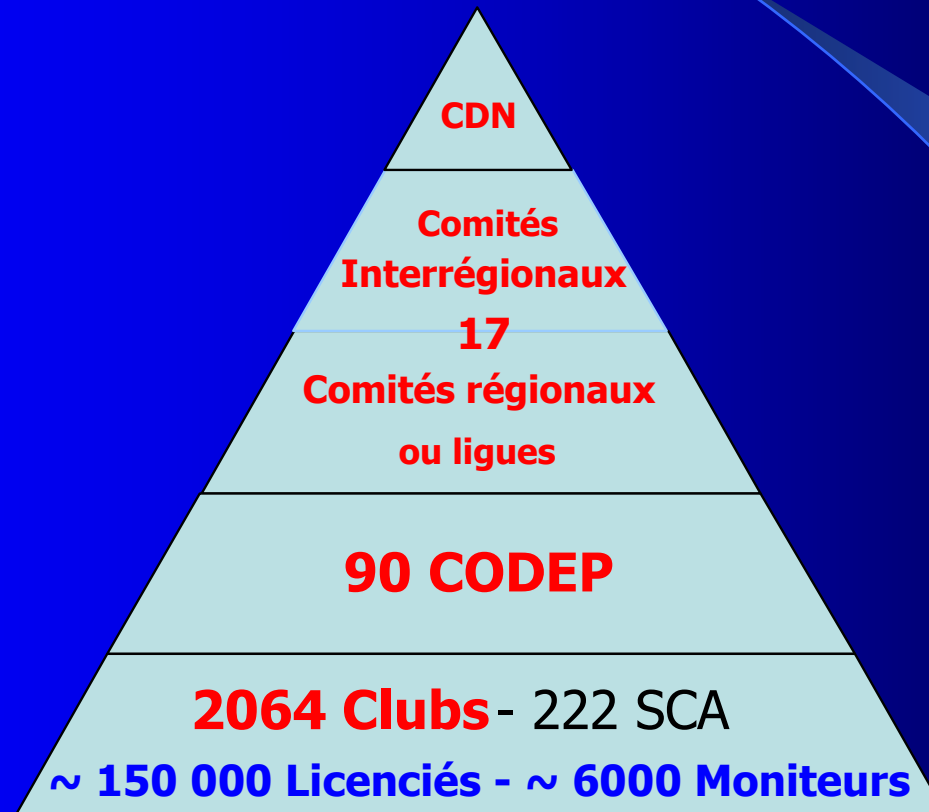 CDN
Comités
Interrégionaux
17
Comités régionaux
ou ligues
90 CODEP
2064 Clubs - 222 SCA
~ 150 000 Licenciés - ~ 6000 Moniteurs